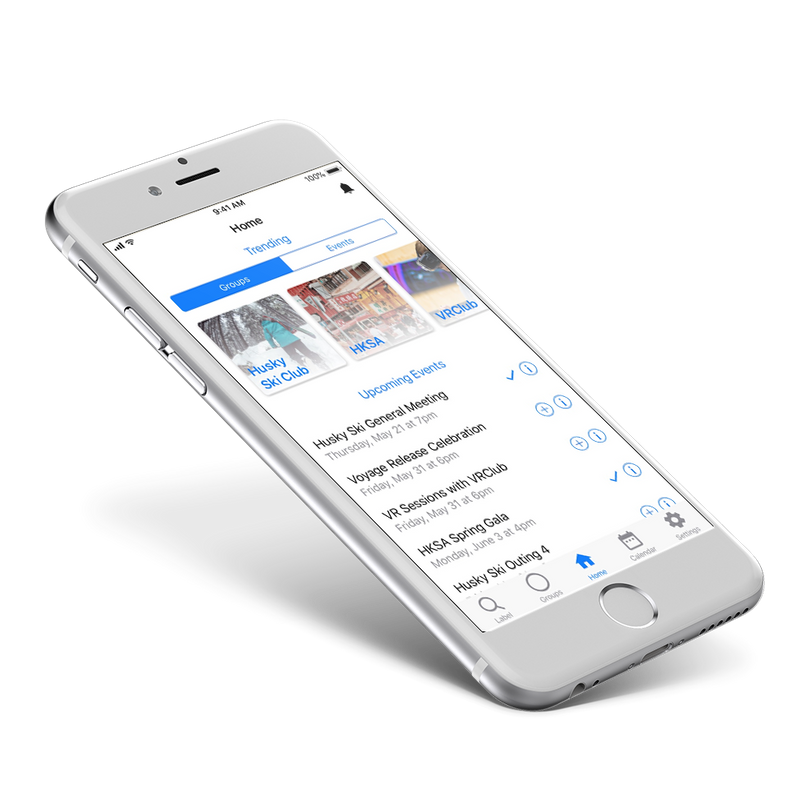 100%
9:41 AM
Home
Trending
Groups
Events
Husky
Ski Club
HKSA
VRClub
Upcoming Events
Husky Ski General Meeting
Thursday, May 21 at 7pm
Voyage Release Celebration
Friday, May 31 at 6pm
VR Sessions with VRClub
Friday, May 31 at 6pm
HKSA Spring Gala
Monday, June 3 at 4pm
Husky Ski Outing 4
Label
Groups
Home
Calendar
Settings